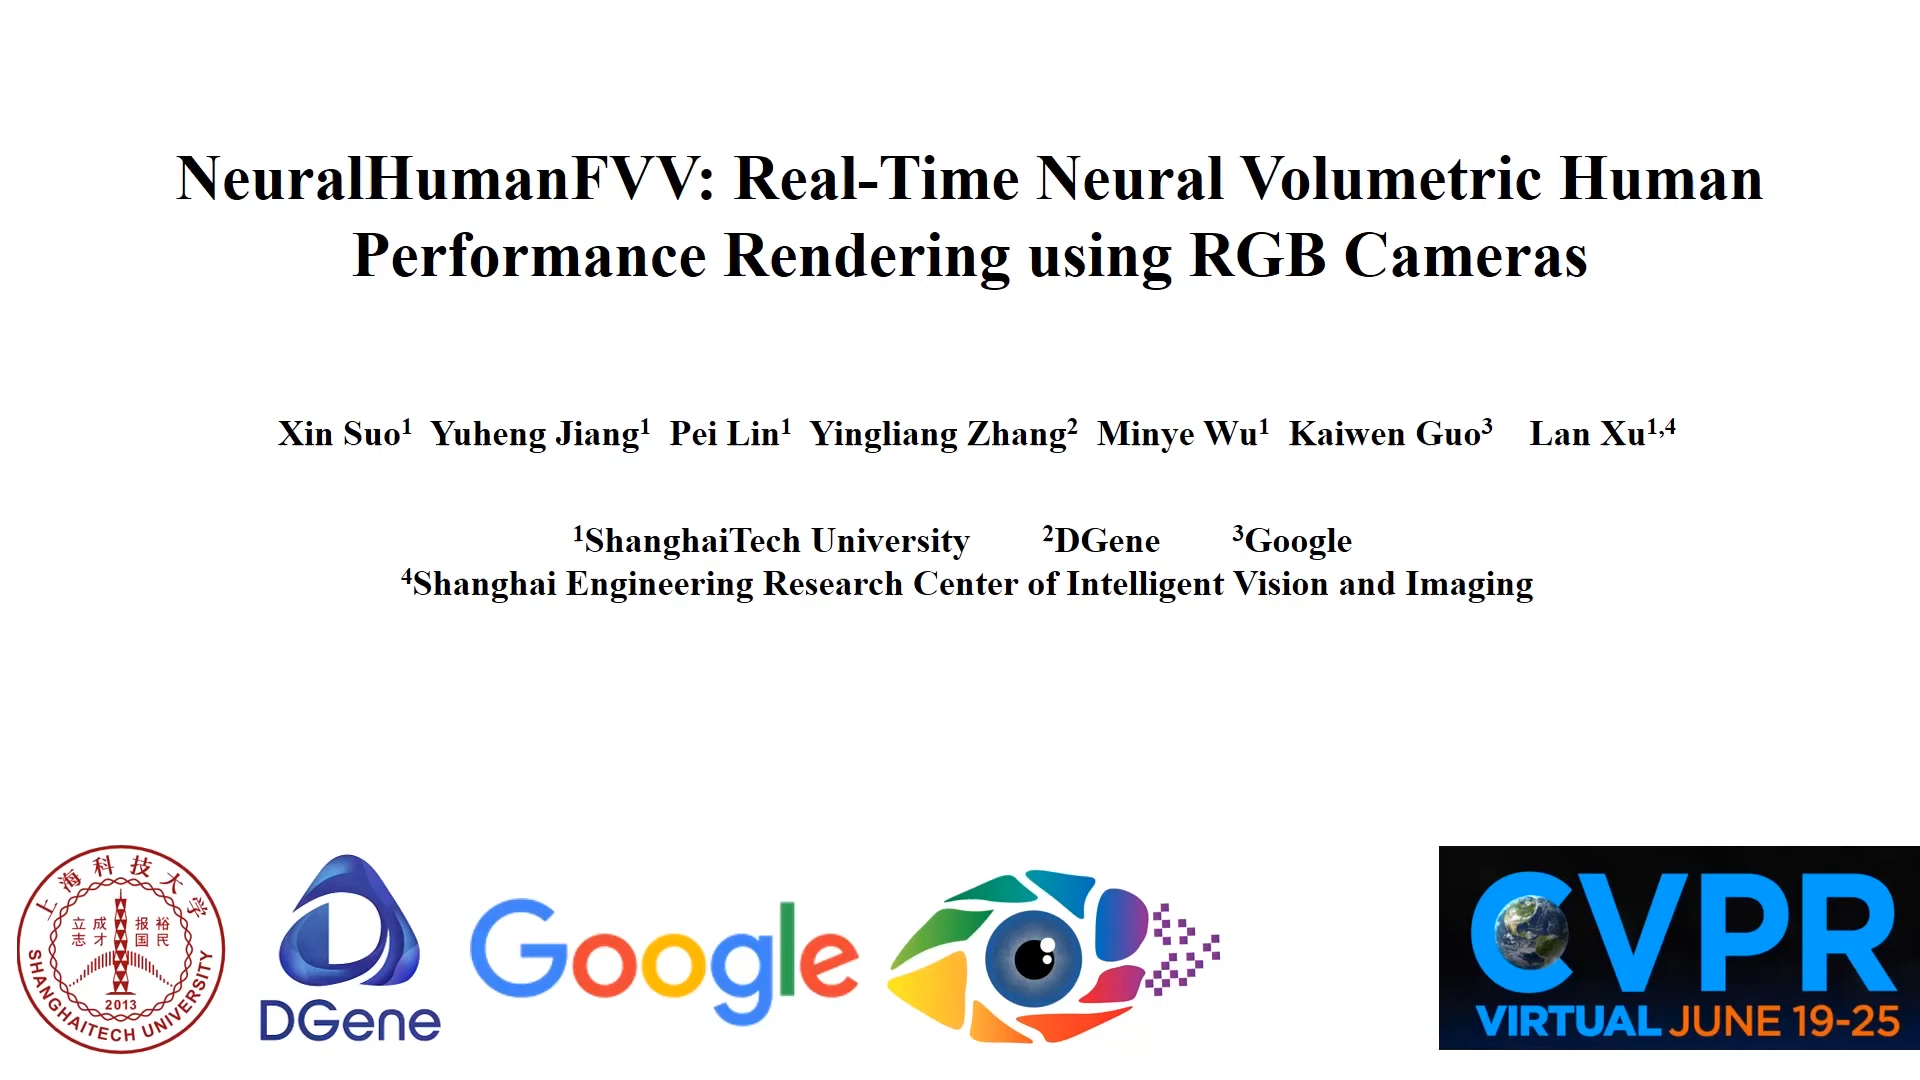 NeuralHumanFVV: Real-Time Neural Volumetric Human
Performance Rendering using RGB Cameras
Xin Suo¹ Yuheng Jiang¹ Pei Lin¹ Yingliang Zhang² Minye Wu¹ Kaiwen Guo³ Lan Xu¹,⁴
¹ShanghaiTech University ²DGene ³Google
⁴Shanghai Engineering Research Center of Intelligent Vision and Imaging
上海科技大学
立成 报裕
志才 国民
2013
SHANGHAITECH UNIVERSITY
DGene
Google
CVPR
VIRTUAL JUNE 19-25